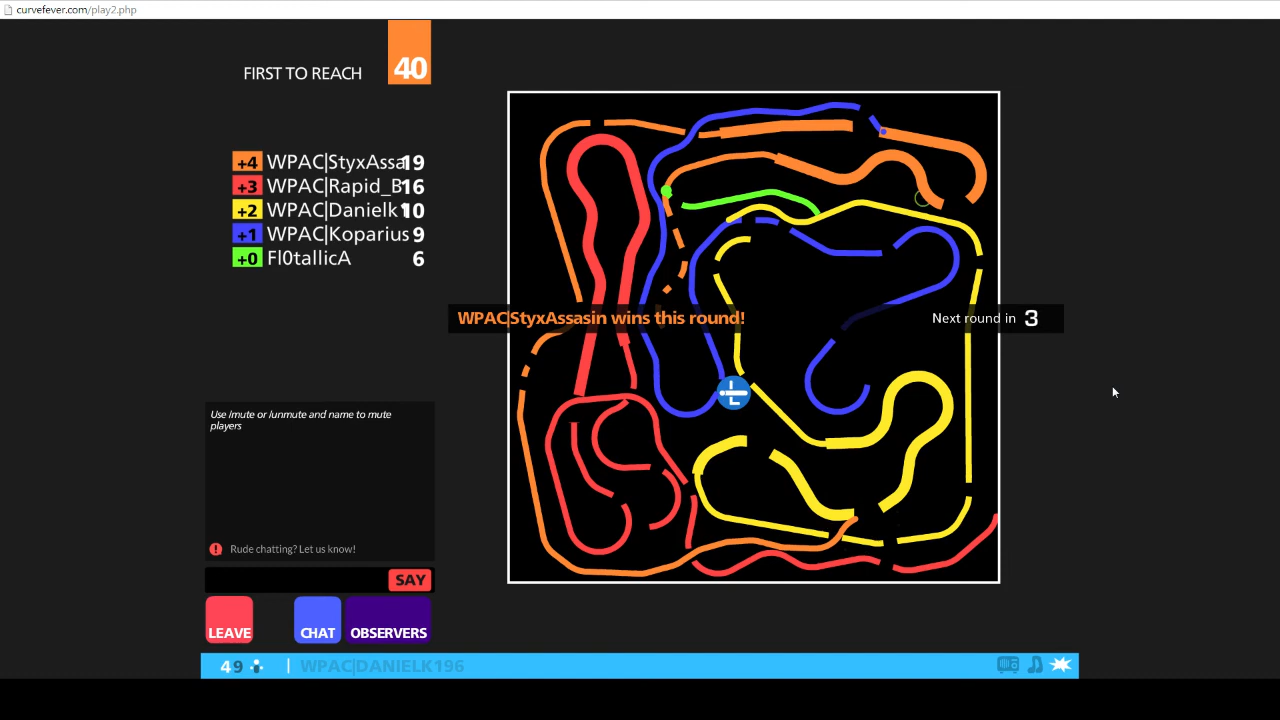 curvefever.com/play2.php
FIRST TO REACH 40
+4 WPAC|StyxAssa 19
+3 WPAC|Rapid_B 16
+2 WPAC|Danielk 10
+1 WPAC|Koparius 9
+0 Fl0tallicA 6
WPAC|StyxAssasin wins this round! Next round in 3
Use /mute or /unmute and name to mute
players
Rude chatting? Let us know!
SAY
LEAVE CHAT OBSERVERS
49 WPAC|DANIELK196